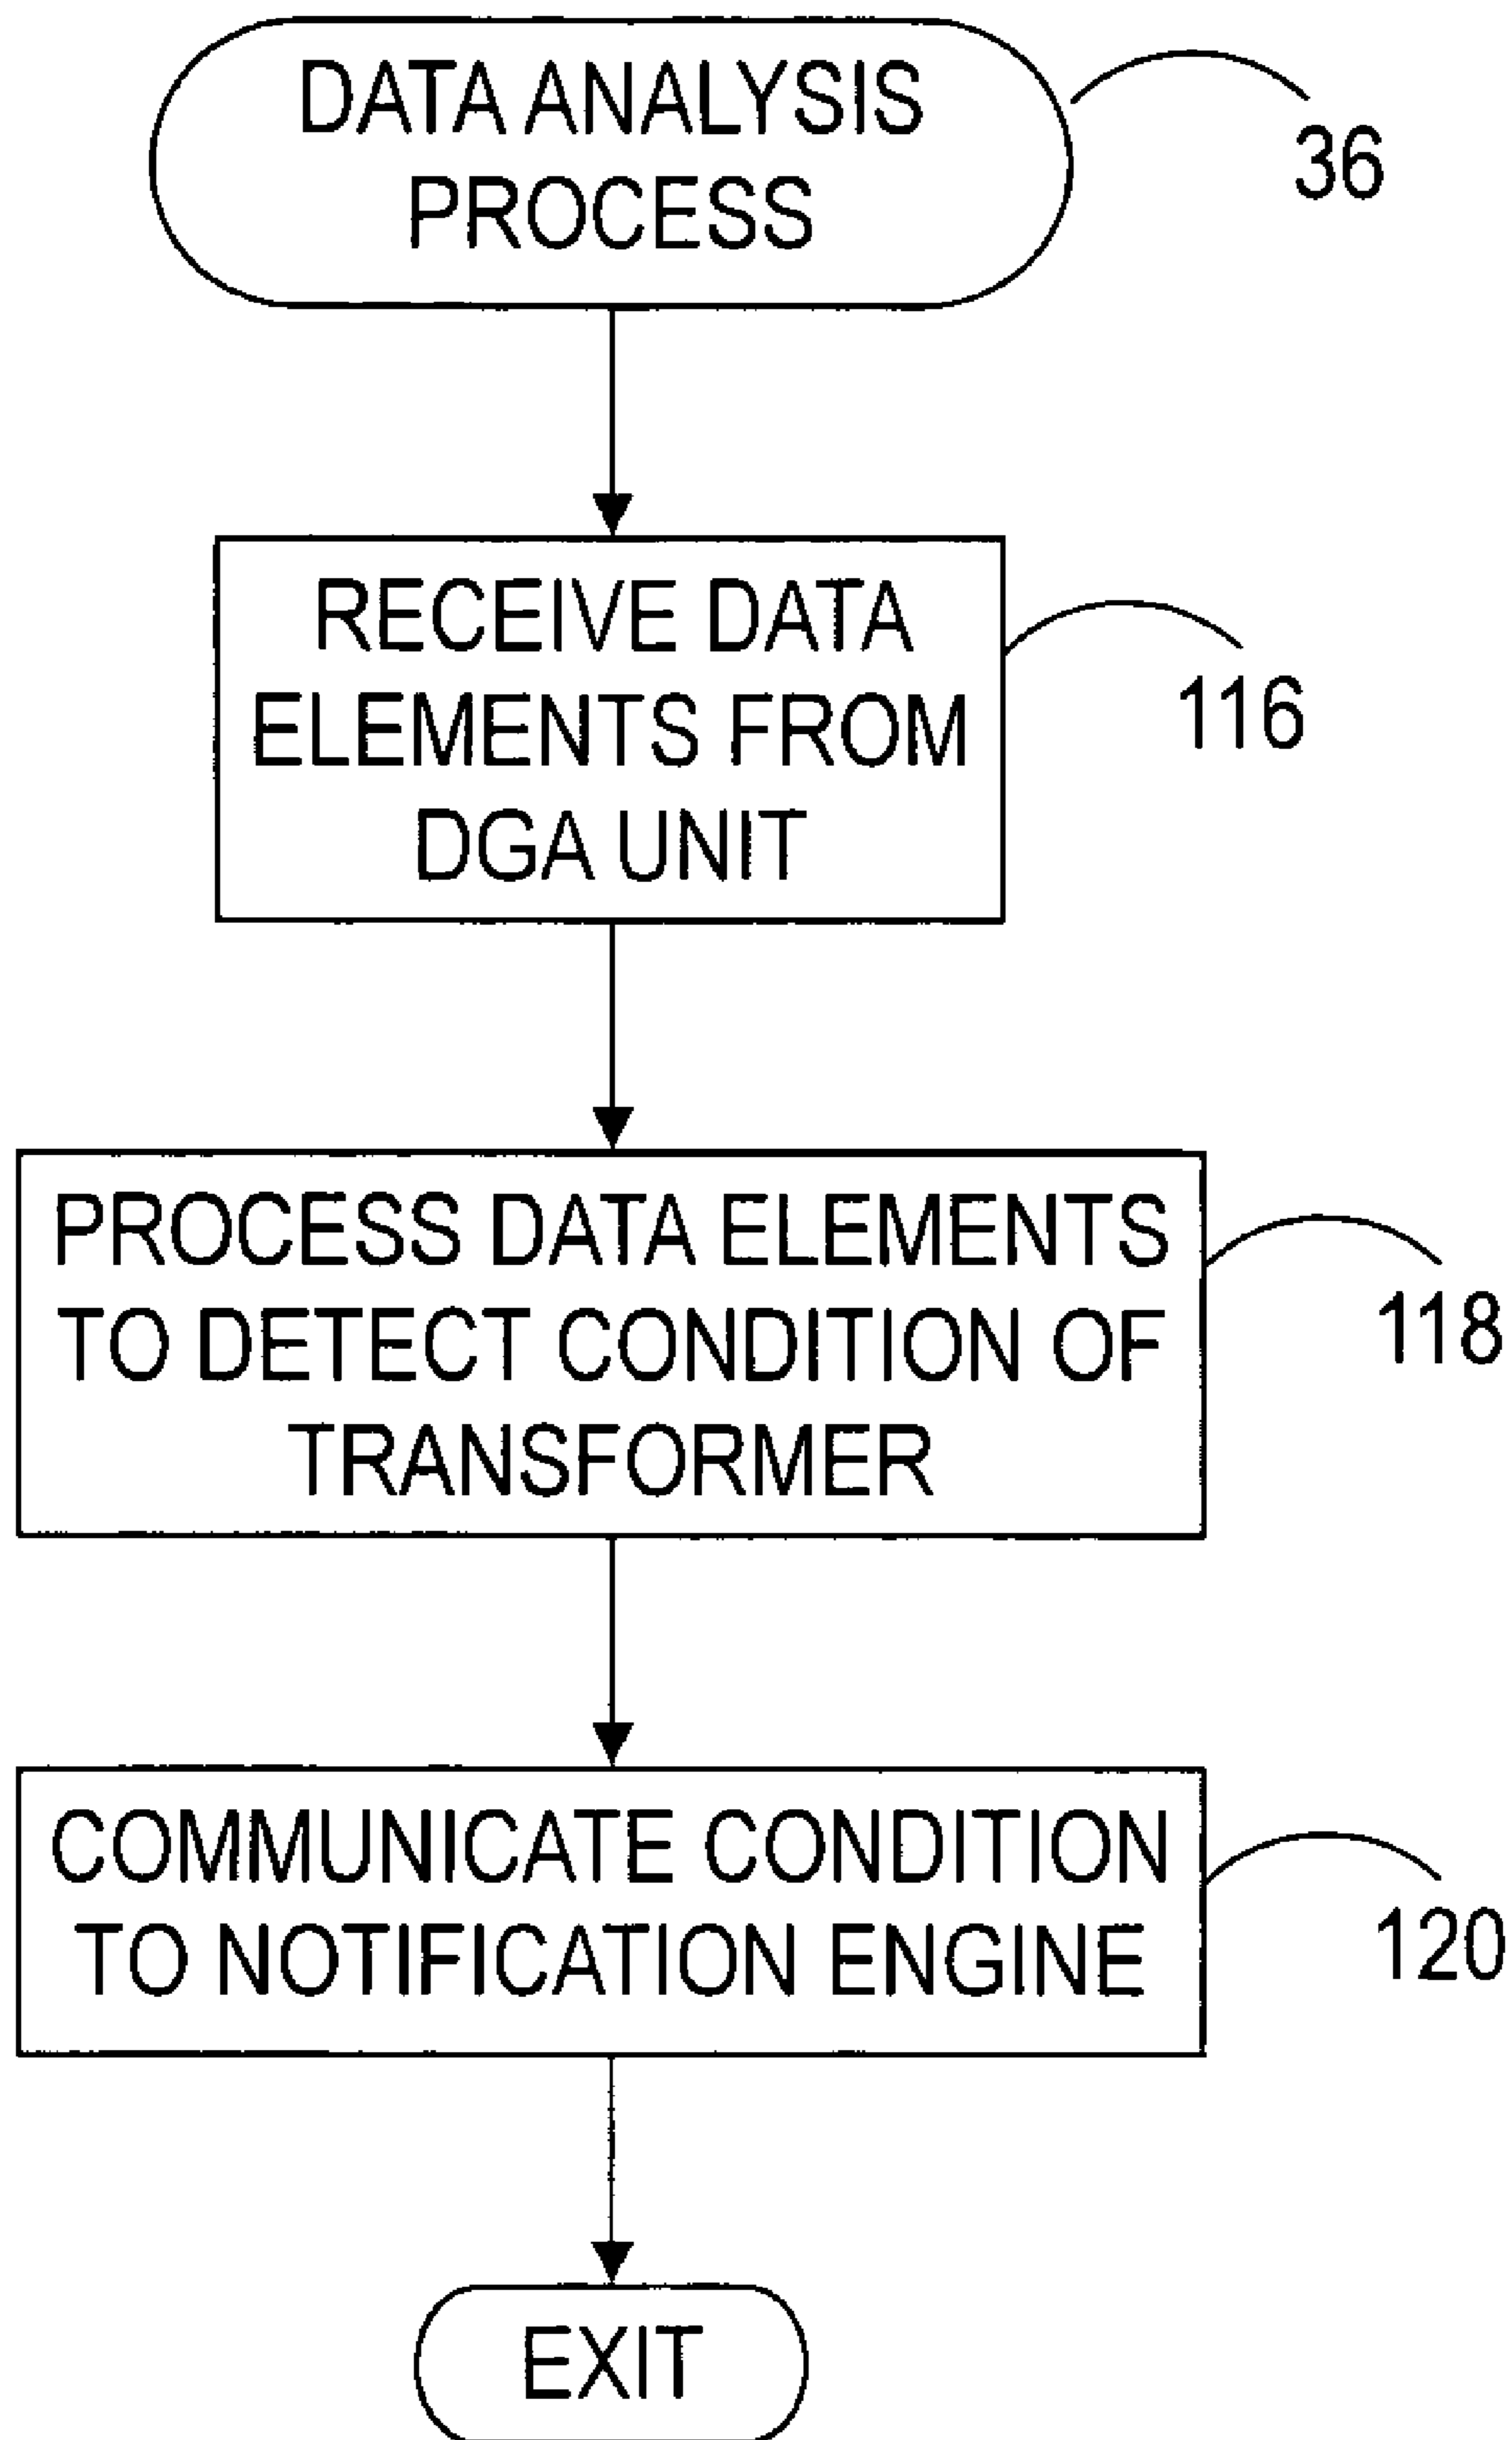 DATA ANALYSIS
PROCESS
36
RECEIVE DATA
ELEMENTS FROM
DGA UNIT
116
PROCESS DATA ELEMENTS
TO DETECT CONDITION OF
TRANSFORMER
118
COMMUNICATE CONDITION
TO NOTIFICATION ENGINE
120
EXIT